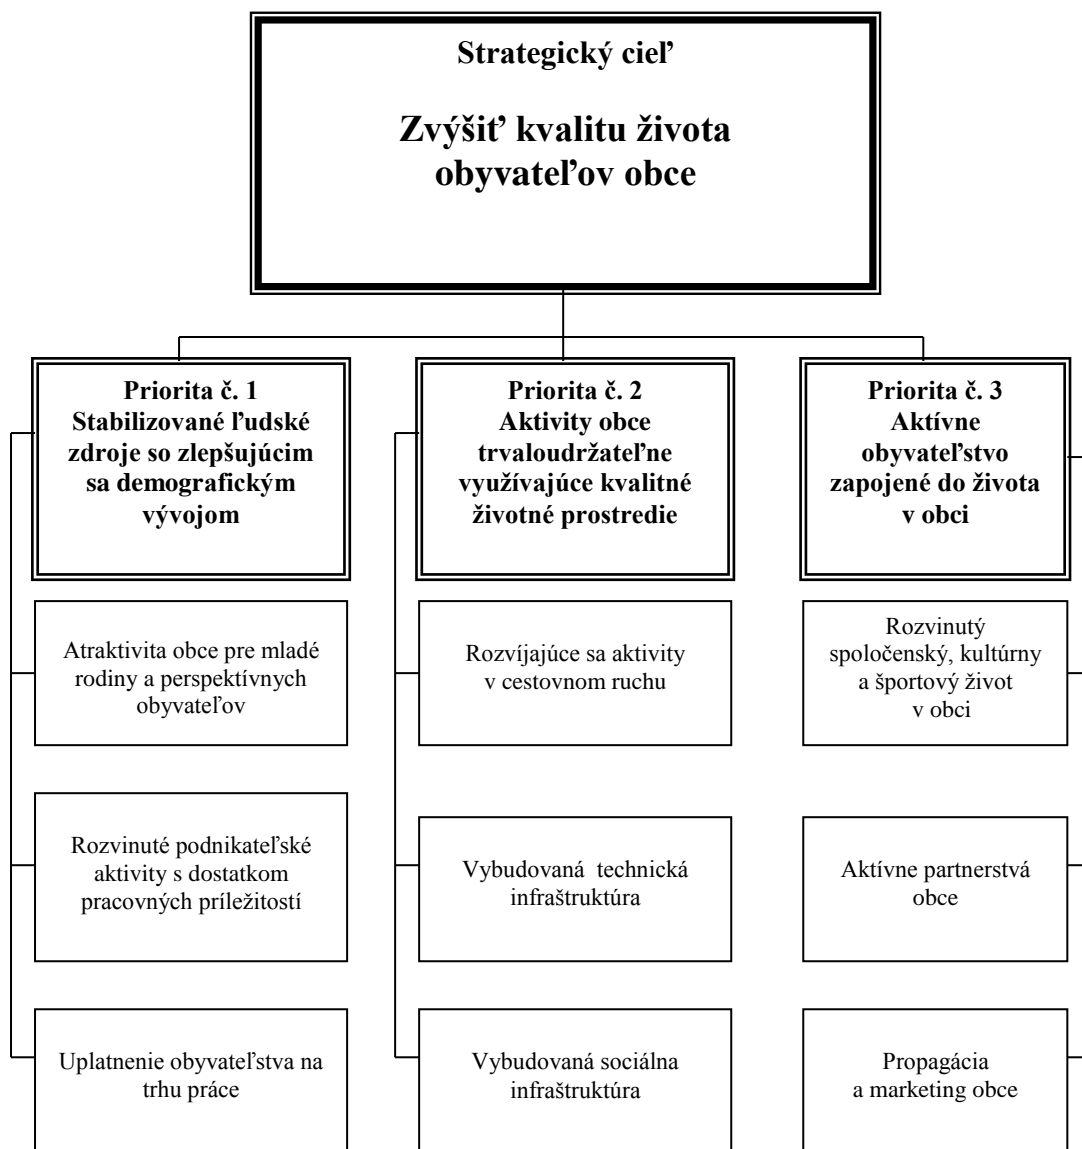 Strategický cieľ
Zvýšiť kvalitu života
obyvateľov obce
Priorita č. 1
Stabilizované ľudské
zdroje so zlepšujúcim
sa demografickým
vývojom
Priorita č. 2
Aktivity obce
trvaloudržateľne
využívajúce kvalitné
životné prostredie
Priorita č. 3
Aktívne
obyvateľstvo
zapojené do života
v obci
Atraktivita obce pre mladé
rodiny a perspektívnych
obyvateľov
Rozvíjajúce sa aktivity
v cestovnom ruchu
Rozvinutý
spoločenský, kultúrny
a športový život
v obci
Rozvinuté podnikateľské
aktivity s dostatkom
pracovných príležitostí
Vybudovaná technická
infraštruktúra
Aktívne partnerstvá
obce
Uplatnenie obyvateľstva na
trhu práce
Vybudovaná sociálna
infraštruktúra
Propagácia
a marketing obce